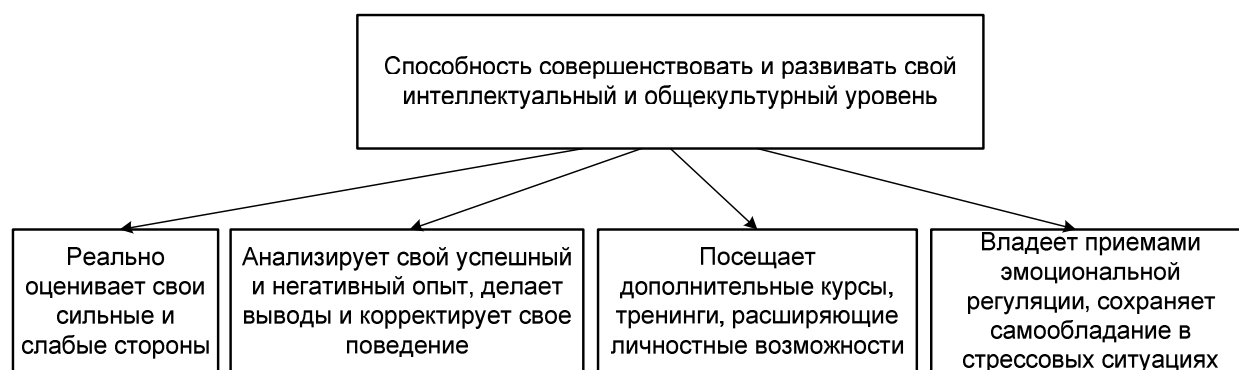 Способность совершенствовать и развивать свой
интеллектуальный и общекультурный уровень
Реально
оценивает свои
сильные и
слабые стороны
Анализирует свой успешный
и негативный опыт, делает
выводы и корректирует свое
поведение
Посещает
дополнительные курсы,
тренинги, расширяющие
личностные возможности
Владеет приемами
эмоциональной
регуляции, сохраняет
самообладание в
стрессовых ситуациях